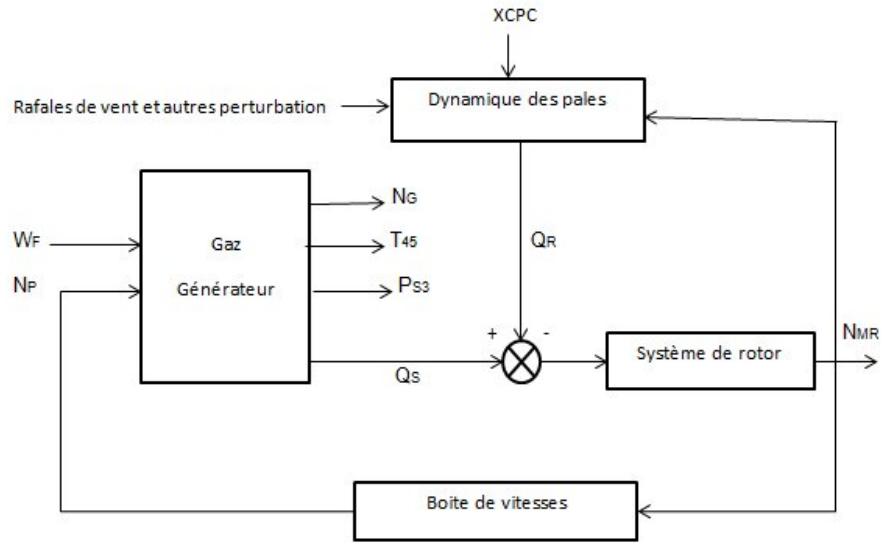 XCPC
Dynamique des pales
Rafales de vent et autres perturbation
NG
WF
Gaz
T45
QR
NP
Générateur
PS3
+
-
Système de rotor
NMR
QS
Boite de vitesses